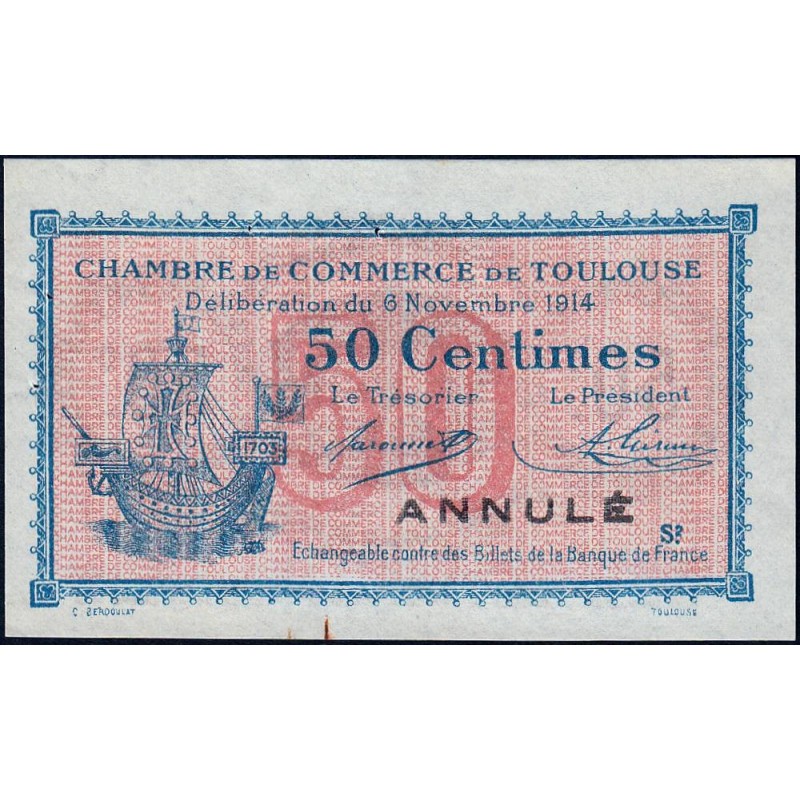 CHAMBRE DE COMMERCE DE TOULOUSE
Délibération du 6 Novembre 1914
50 Centimes
Le Trésorier Le Président
50
1703
ANNULÉ
Echangeable contre des Billets de la Banque de France
TOULOUSE